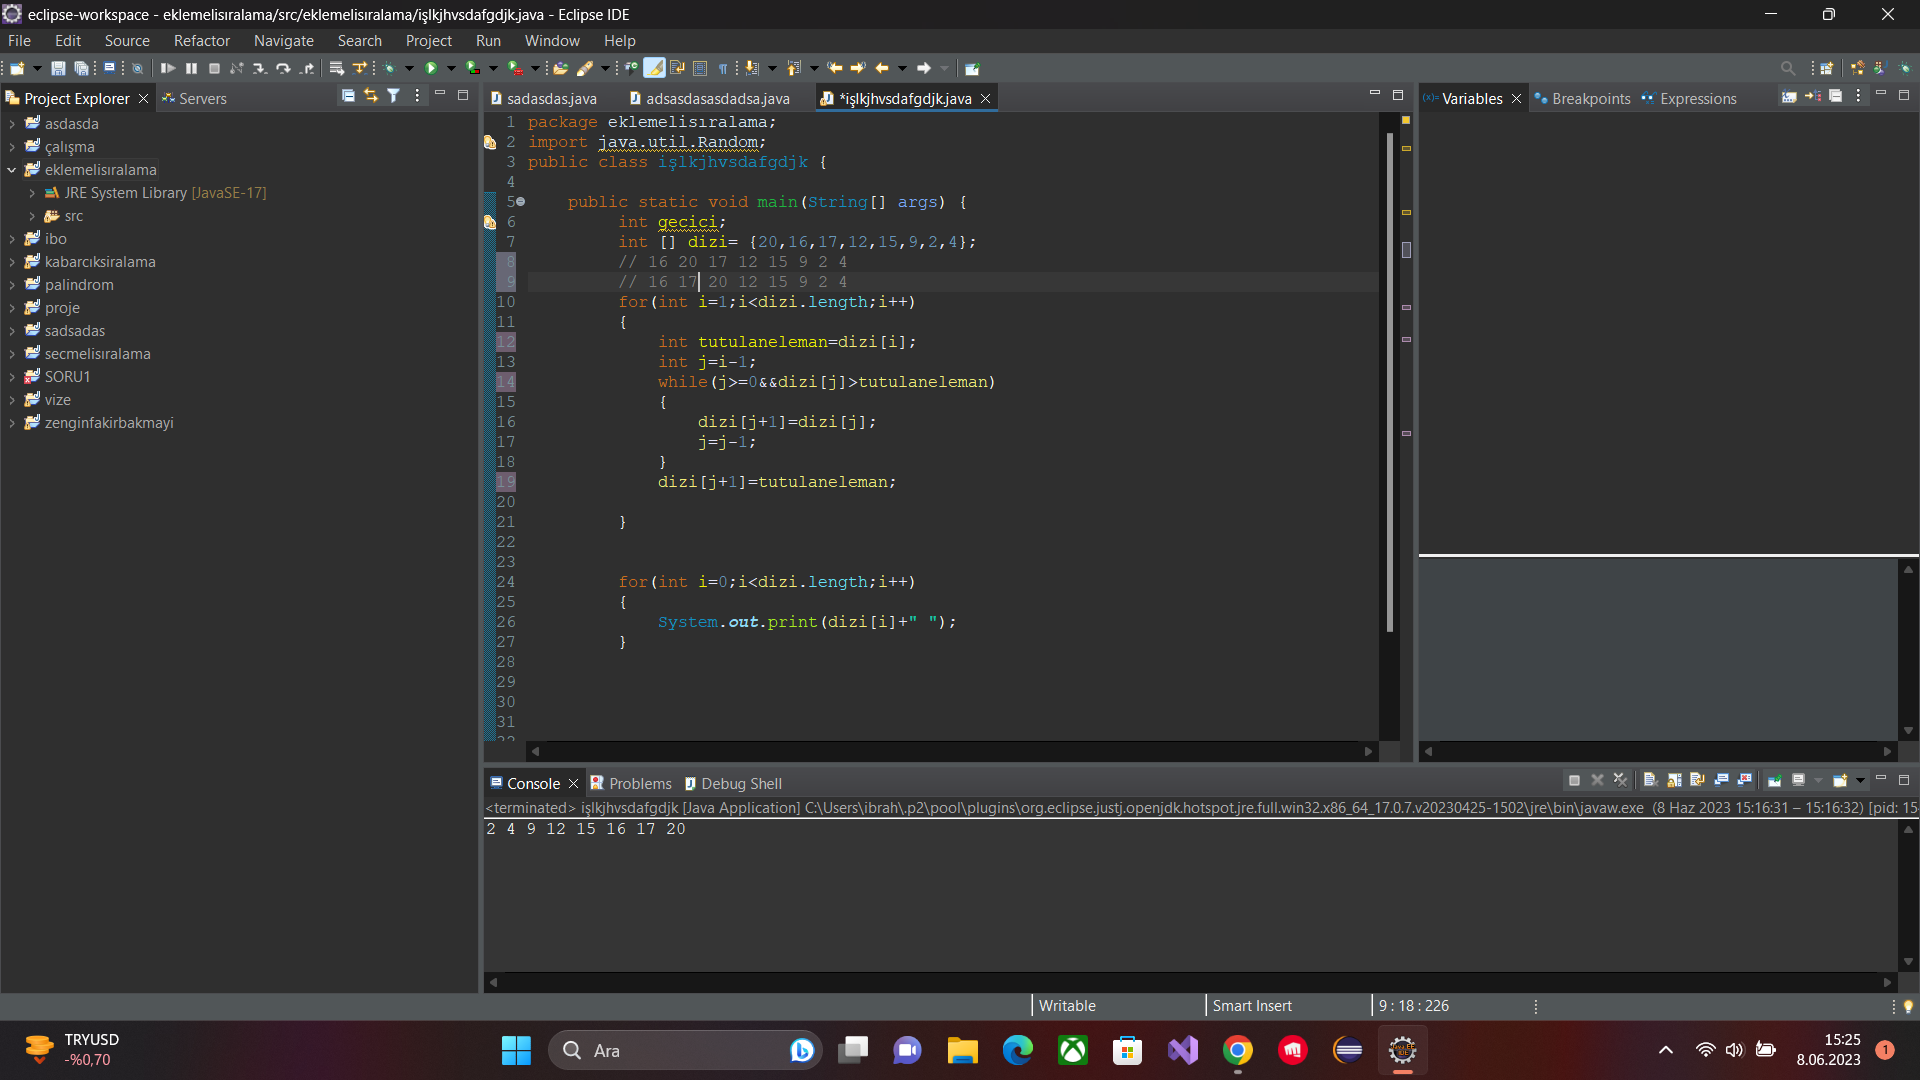 eclipse-workspace - eklemelisıralama/src/eklemelisıralama/işlkjhvsdafgdjk.java - Eclipse IDE
File Edit Source Refactor Navigate Search Project Run Window Help
Project Explorer Servers
asdasda
çalışma
eklemelisıralama
JRE System Library [JavaSE-17]
src
ibo
kabarcıksiralama
palindrom
proje
sadsadas
secmelisıralama
SORU1
vize
zenginfakirbakmayi
sadasdas.java adsasdasasdadsa.java *işlkjhvsdafgdjk.java
1 package eklemelisıralama;
2 import java.util.Random;
3 public class işlkjhvsdafgdjk {
4
5 public static void main(String[] args) {
6 int gecici;
7 int [] dizi= {20,16,17,12,15,9,2,4};
8 // 16 20 17 12 15 9 2 4
9 // 16 17 20 12 15 9 2 4
10 for(int i=1;i<dizi.length;i++)
11 {
12 int tutulaneleman=dizi[i];
13 int j=i-1;
14 while(j>=0&&dizi[j]>tutulaneleman)
15 {
16 dizi[j+1]=dizi[j];
17 j=j-1;
18 }
19 dizi[j+1]=tutulaneleman;
20
21 }
22
23
24 for(int i=0;i<dizi.length;i++)
25 {
26 System.out.print(dizi[i]+" ");
27 }
28
29
30
31
Variables Breakpoints Expressions
Console Problems Debug Shell
<terminated> işlkjhvsdafgdjk [Java Application] C:\Users\ibrah\.p2\pool\plugins\org.eclipse.justj.openjdk.hotspot.jre.full.win32.x86_64_17.0.7.v20230425-1502\jre\bin\javaw.exe (8 Haz 2023 15:16:31 – 15:16:32) [pid: 15
2 4 9 12 15 16 17 20
Writable Smart Insert 9 : 18 : 226
TRYUSD
-%0,70
Ara
15:25
8.06.2023
1